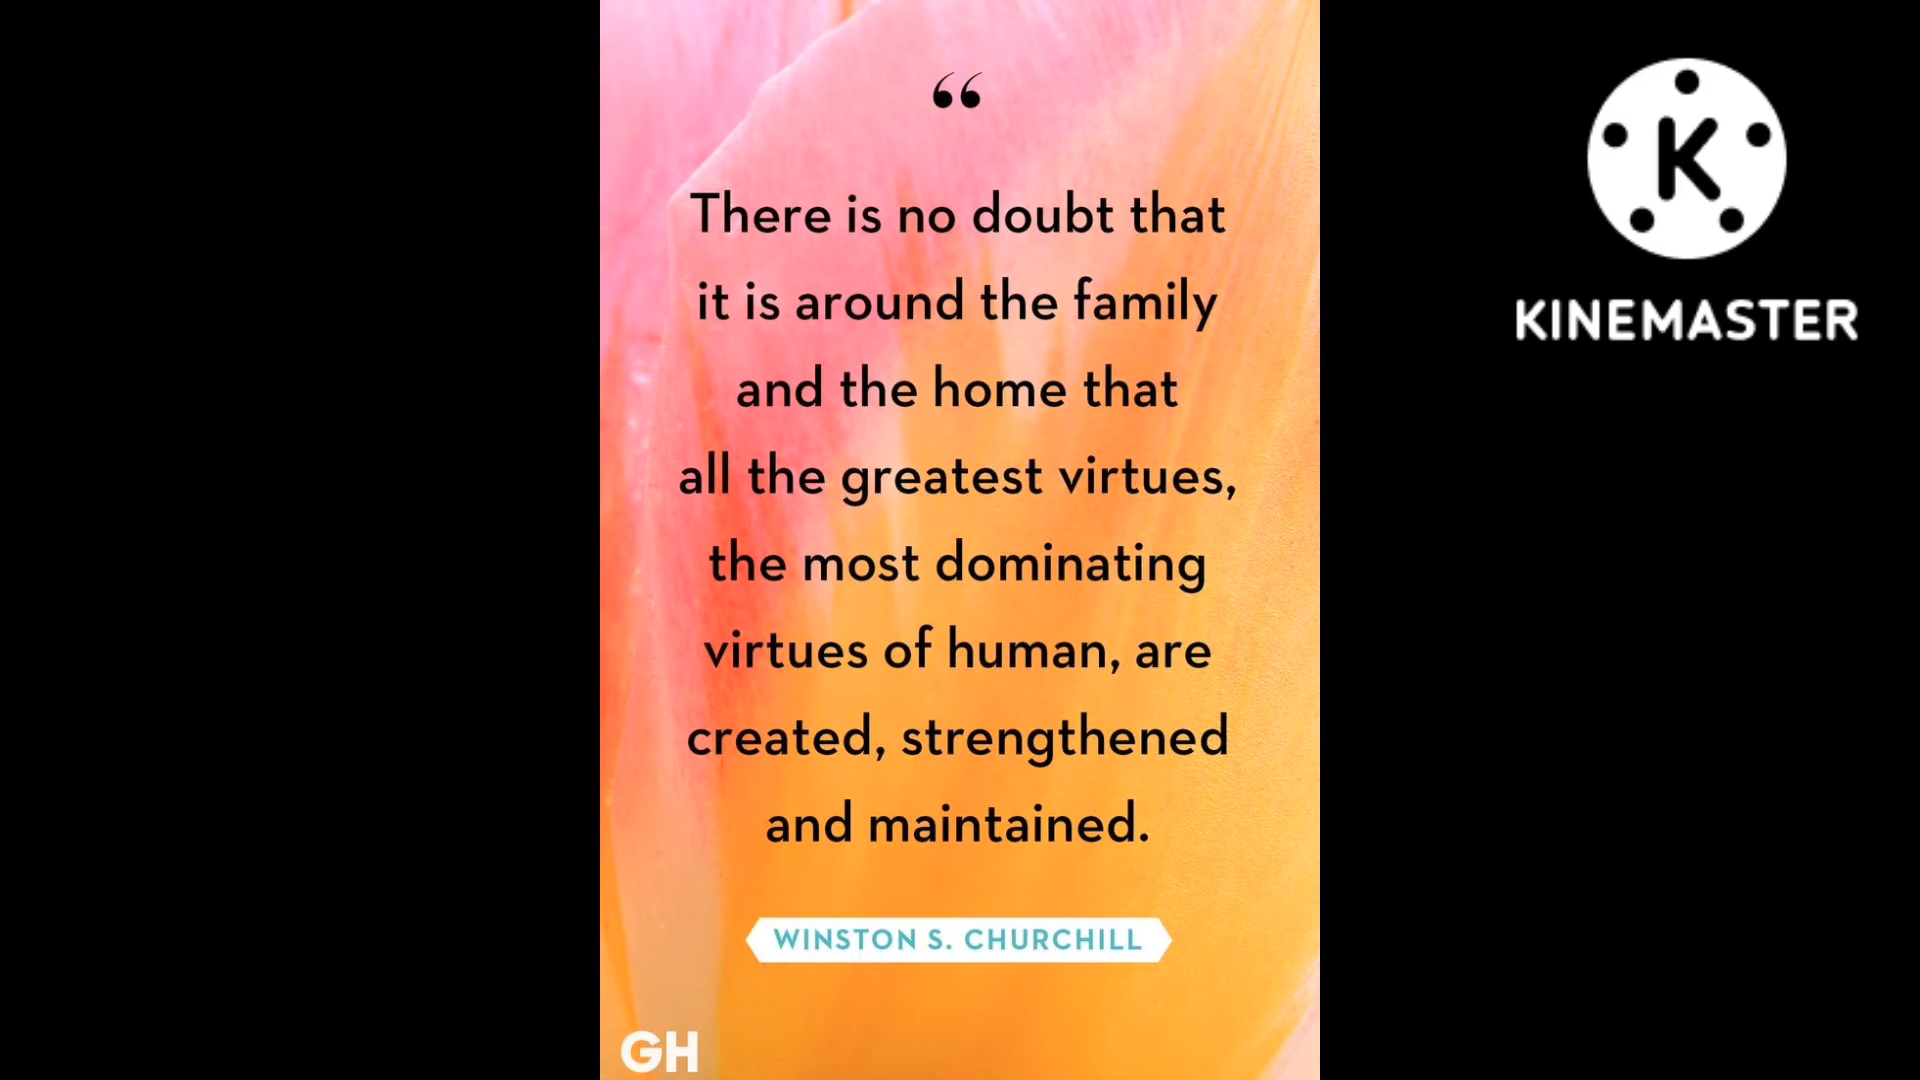 “
There is no doubt that
it is around the family
and the home that
all the greatest virtues,
the most dominating
virtues of human, are
created, strengthened
and maintained.
WINSTON S. CHURCHILL
GH
K
KINEMASTER